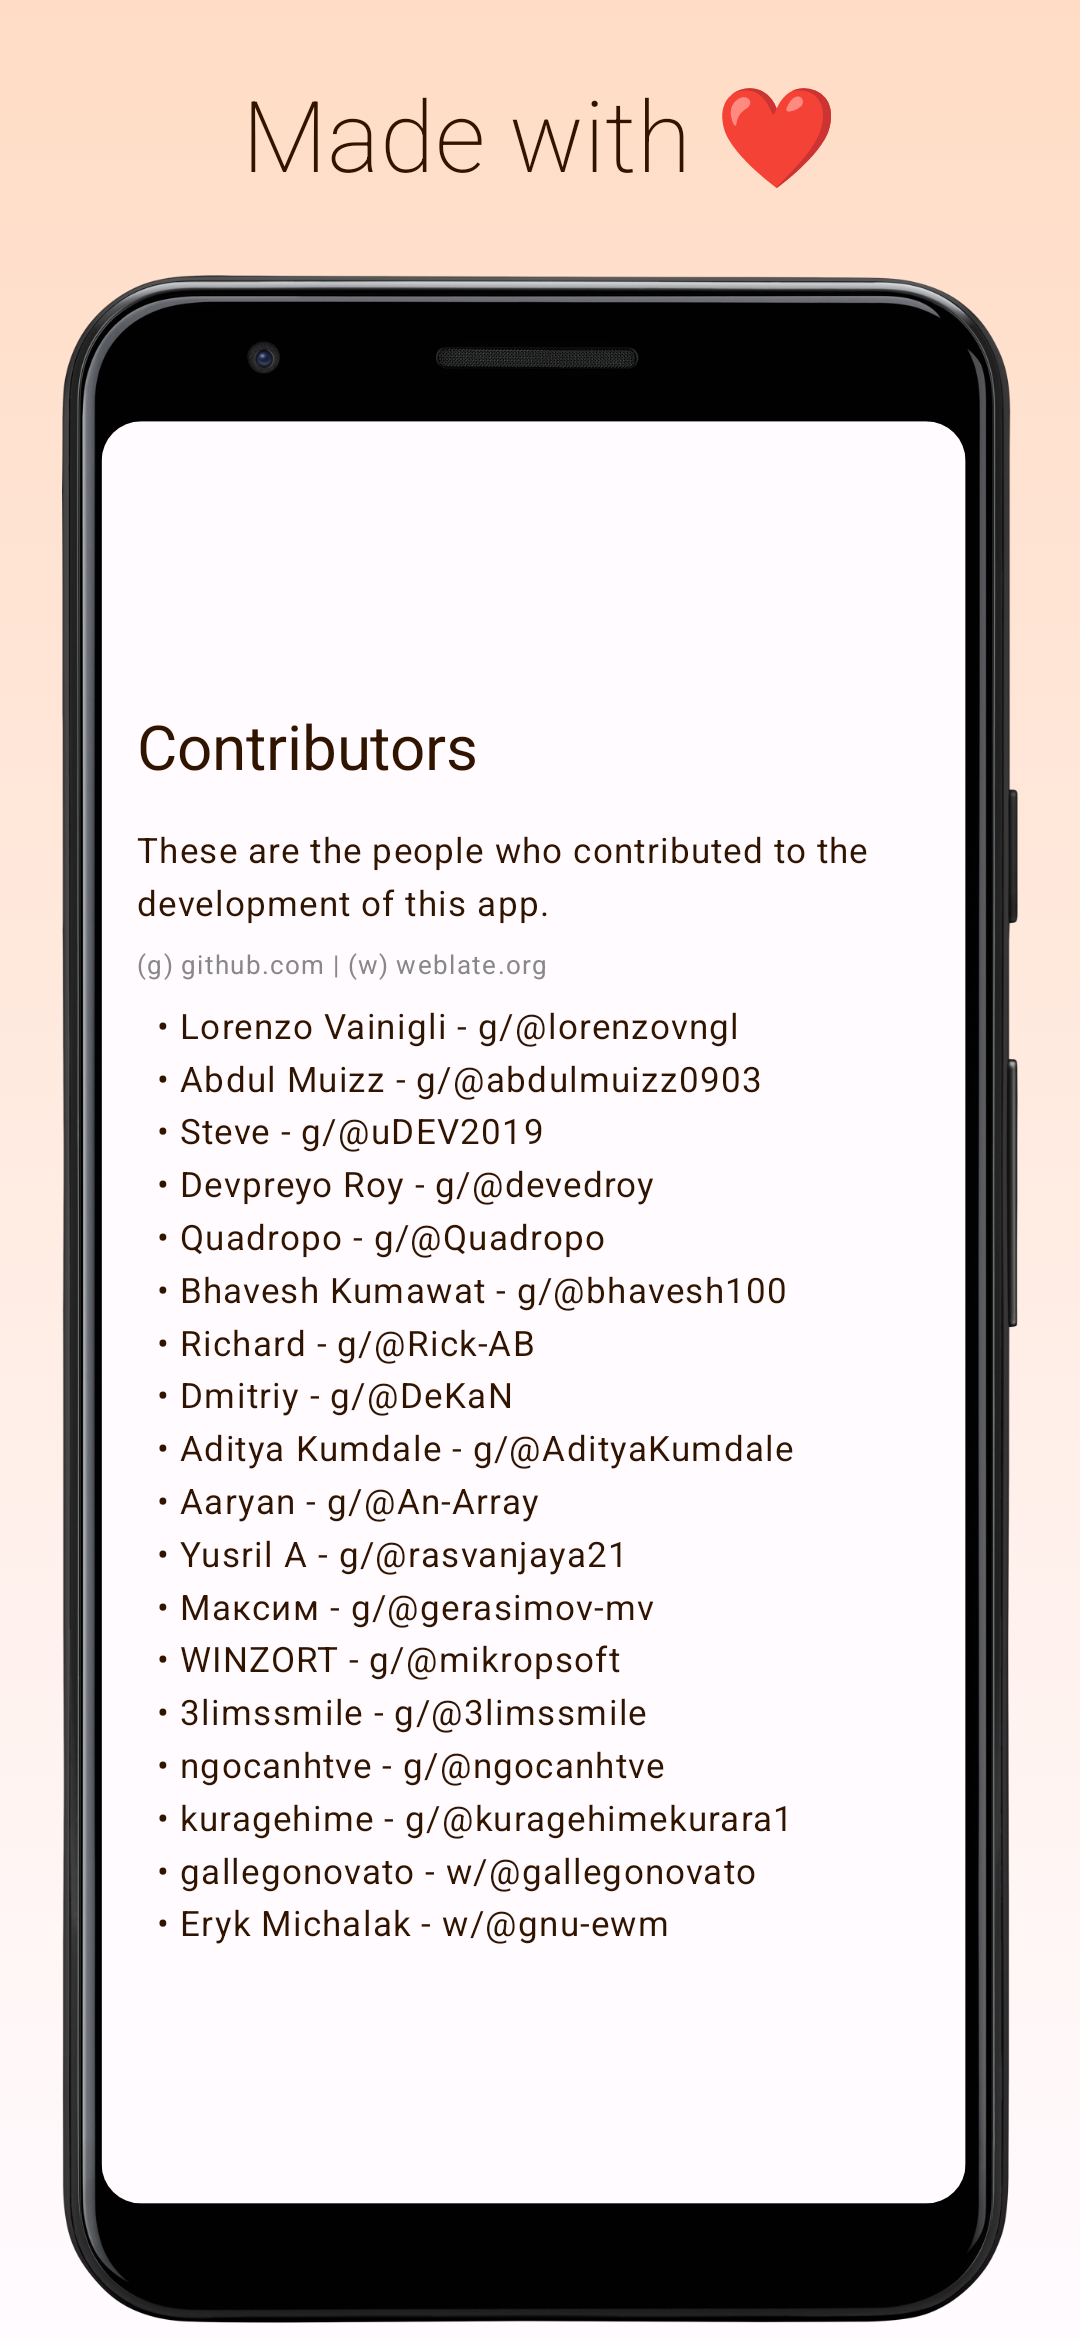 Made with ❤️
Contributors
These are the people who contributed to the
development of this app.
(g) github.com | (w) weblate.org
• Lorenzo Vainigli - g/@lorenzovngl
• Abdul Muizz - g/@abdulmuizz0903
• Steve - g/@uDEV2019
• Devpreyo Roy - g/@devedroy
• Quadropo - g/@Quadropo
• Bhavesh Kumawat - g/@bhavesh100
• Richard - g/@Rick-AB
• Dmitriy - g/@DeKaN
• Aditya Kumdale - g/@AdityaKumdale
• Aaryan - g/@An-Array
• Yusril A - g/@rasvanjaya21
• Максим - g/@gerasimov-mv
• WINZORT - g/@mikropsoft
• 3limssmile - g/@3limssmile
• ngocanhtve - g/@ngocanhtve
• kuragehime - g/@kuragehimekurara1
• gallegonovato - w/@gallegonovato
• Eryk Michalak - w/@gnu-ewm